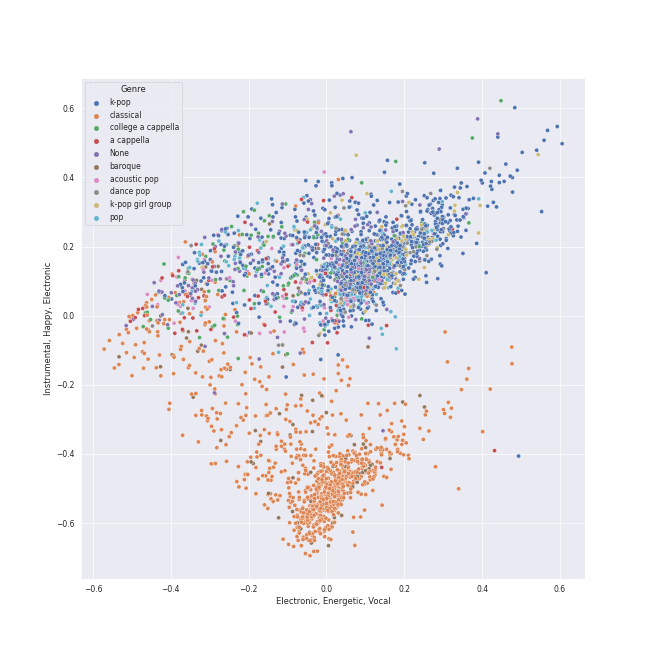 Genre
k-pop
classical
college a cappella
a cappella
None
baroque
acoustic pop
dance pop
k-pop girl group
pop
0.6
0.4
0.2
0.0
−0.2
−0.4
−0.6
Instrumental, Happy, Electronic
−0.6 −0.4 −0.2 0.0 0.2 0.4 0.6
Electronic, Energetic, Vocal